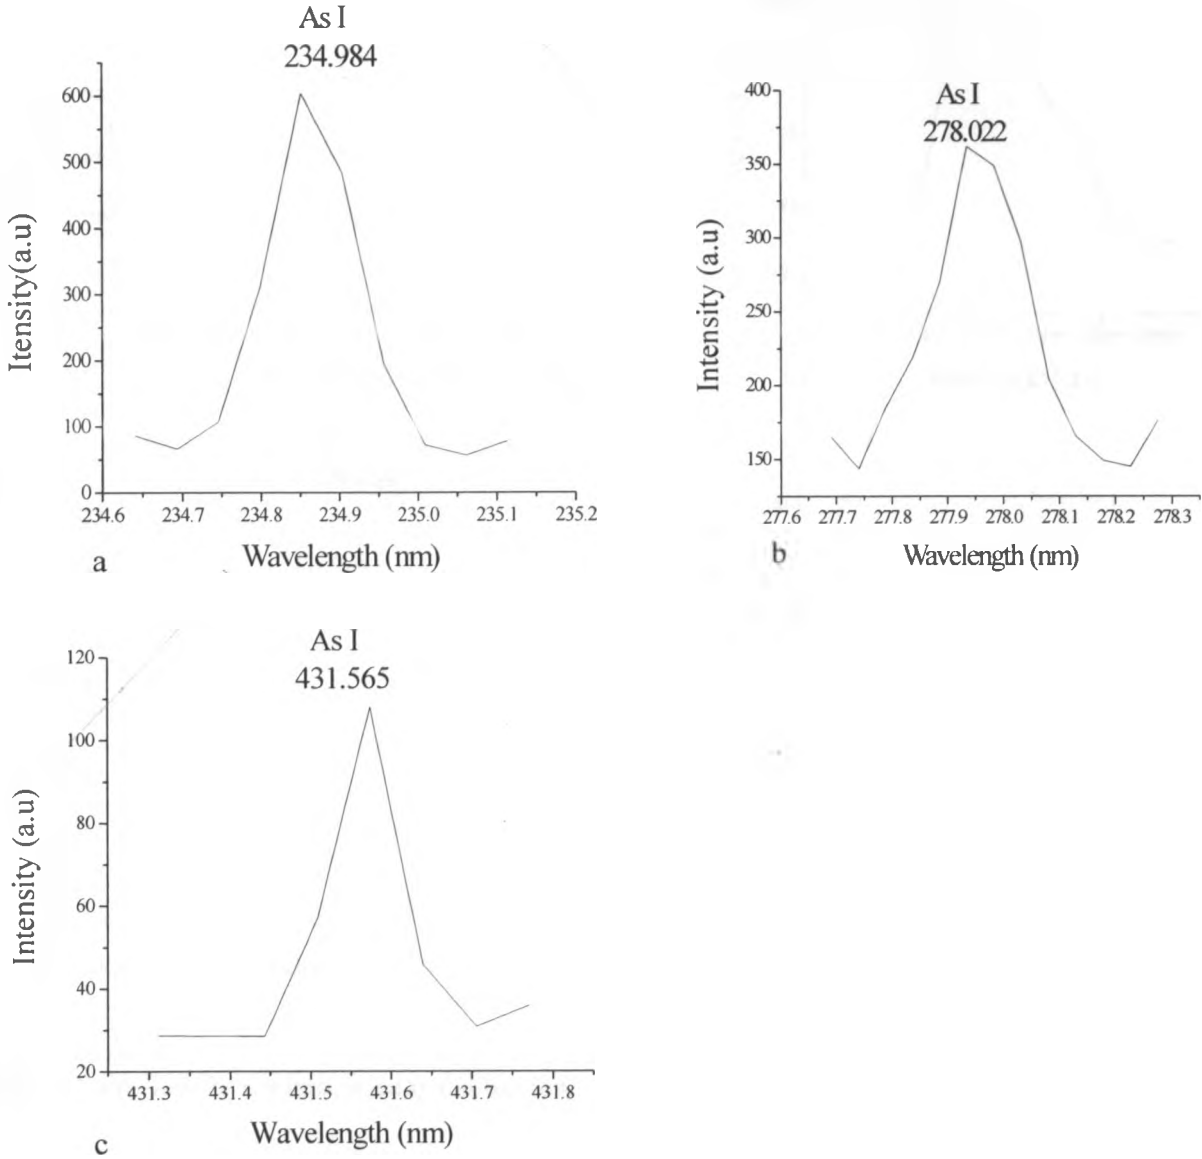 As I
234.984
600
500
400
300
200
100
0
Itensity(a.u)
234.6 234.7 234.8 234.9 235.0 235.1 235.2
Wavelength (nm)
a
As I
278.022
400
350
300
250
200
150
Intensity (a.u)
277.6 277.7 277.8 277.9 278.0 278.1 278.2 278.3
Wavelength (nm)
b
As I
431.565
120
100
80
60
40
20
Intensity (a.u)
431.3 431.4 431.5 431.6 431.7 431.8
Wavelength (nm)
c